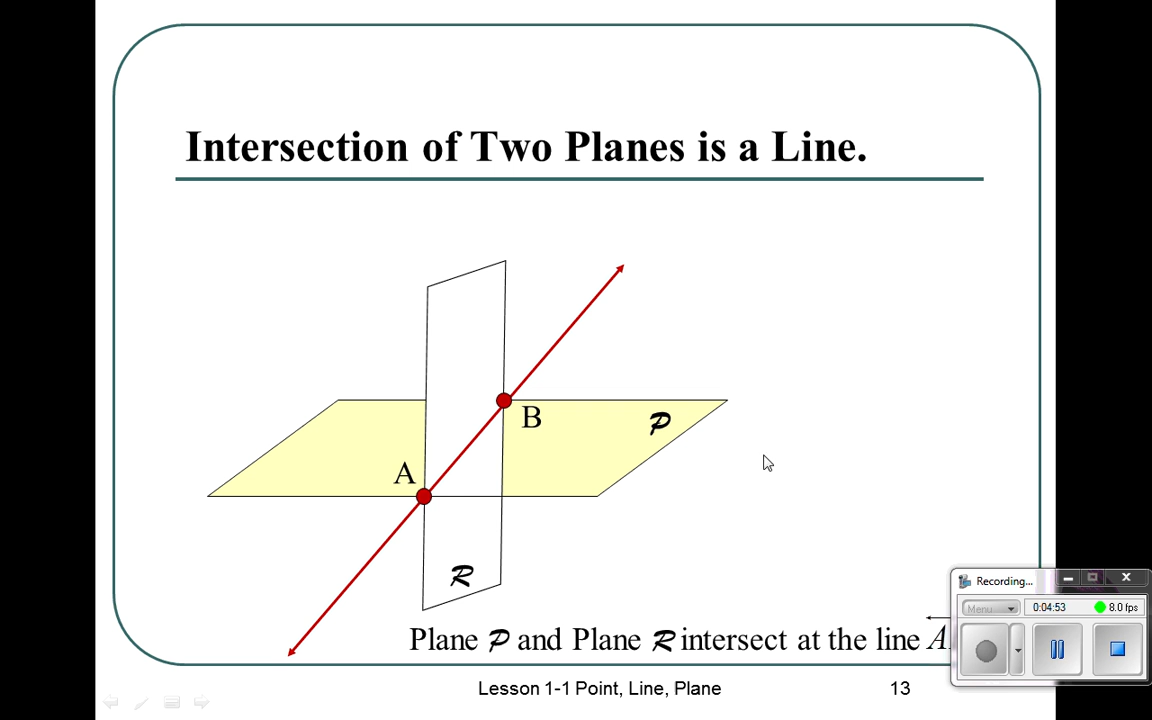 Intersection of Two Planes is a Line.
B
P
A
R
Recording...
Menu
0:04:53
8.0 fps
Plane P and Plane R intersect at the line A
Lesson 1-1 Point, Line, Plane
13